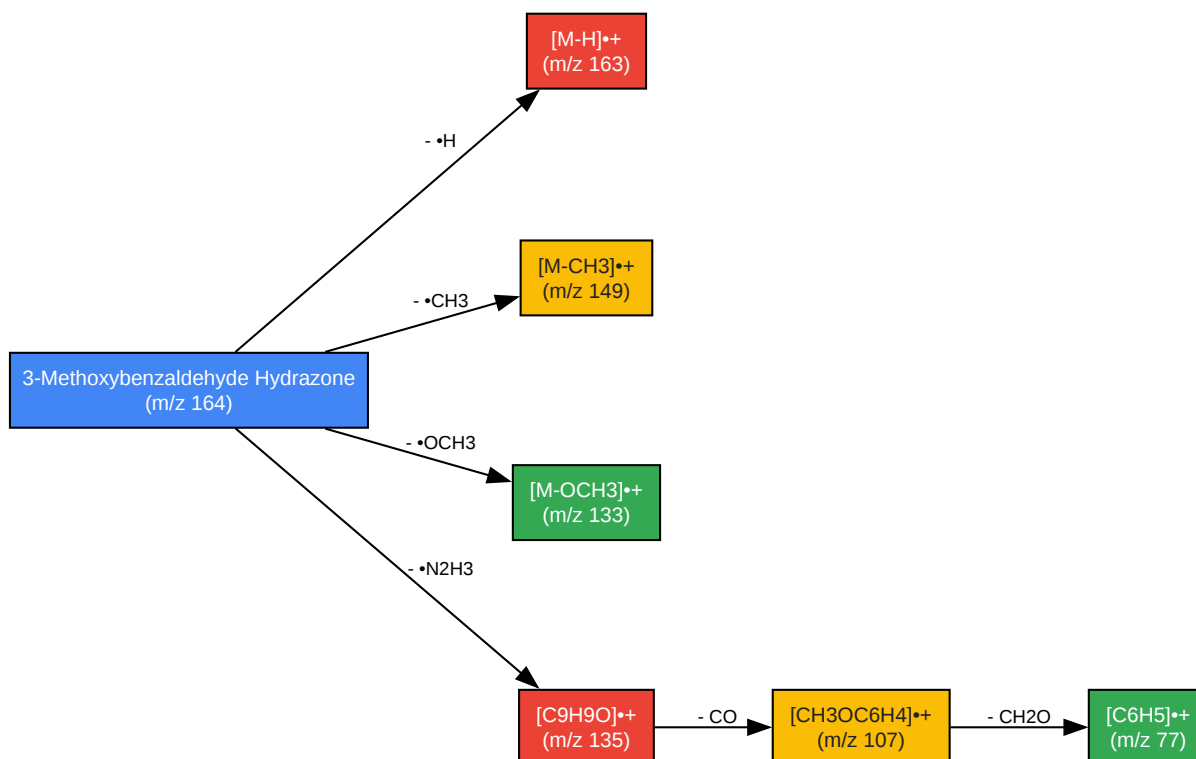 [M-H]•+
(m/z 163)
- •H
[M-CH3]•+
(m/z 149)
- •CH3
3-Methoxybenzaldehyde Hydrazone
(m/z 164)
- •OCH3
[M-OCH3]•+
(m/z 133)
- •N2H3
[C9H9O]•+
(m/z 135)
- CO
[CH3OC6H4]•+
(m/z 107)
- CH2O
[C6H5]•+
(m/z 77)